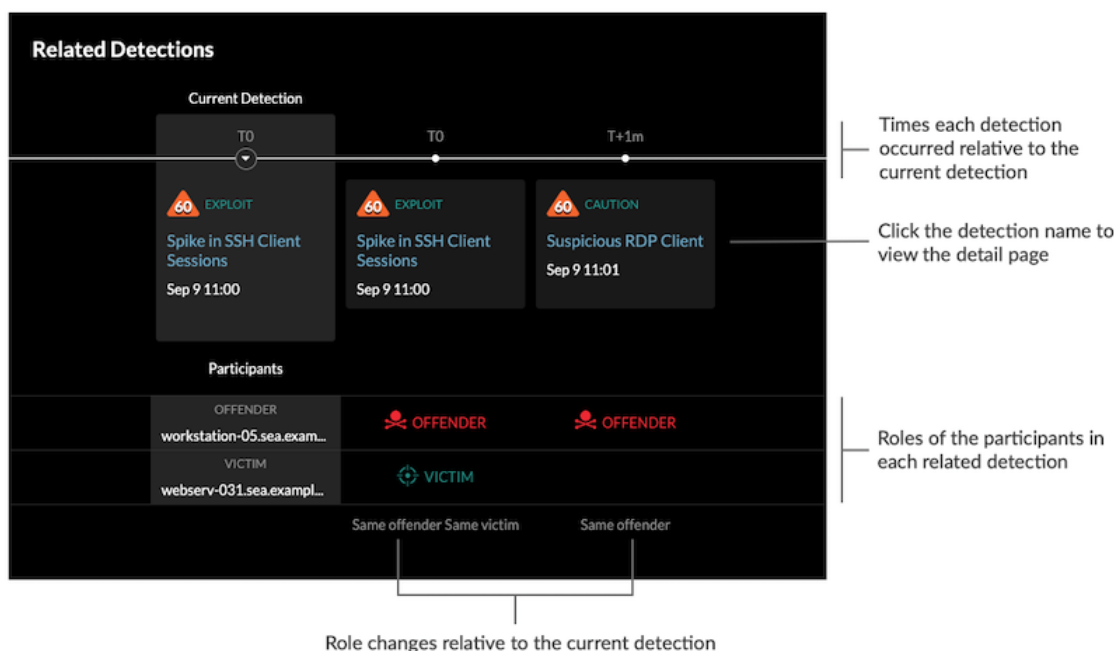 Related Detections
Current Detection
T0
T0
T+1m
Times each detection
occurred relative to the
current detection
60 EXPLOIT
Spike in SSH Client
Sessions
Sep 9 11:00
60 EXPLOIT
Spike in SSH Client
Sessions
Sep 9 11:00
60 CAUTION
Suspicious RDP Client
Sep 9 11:01
Click the detection name to
view the detail page
Participants
OFFENDER
workstation-05.sea.exam...
OFFENDER
OFFENDER
VICTIM
webserv-031.sea.exampl...
VICTIM
Roles of the participants in
each related detection
Same offender Same victim
Same offender
Role changes relative to the current detection